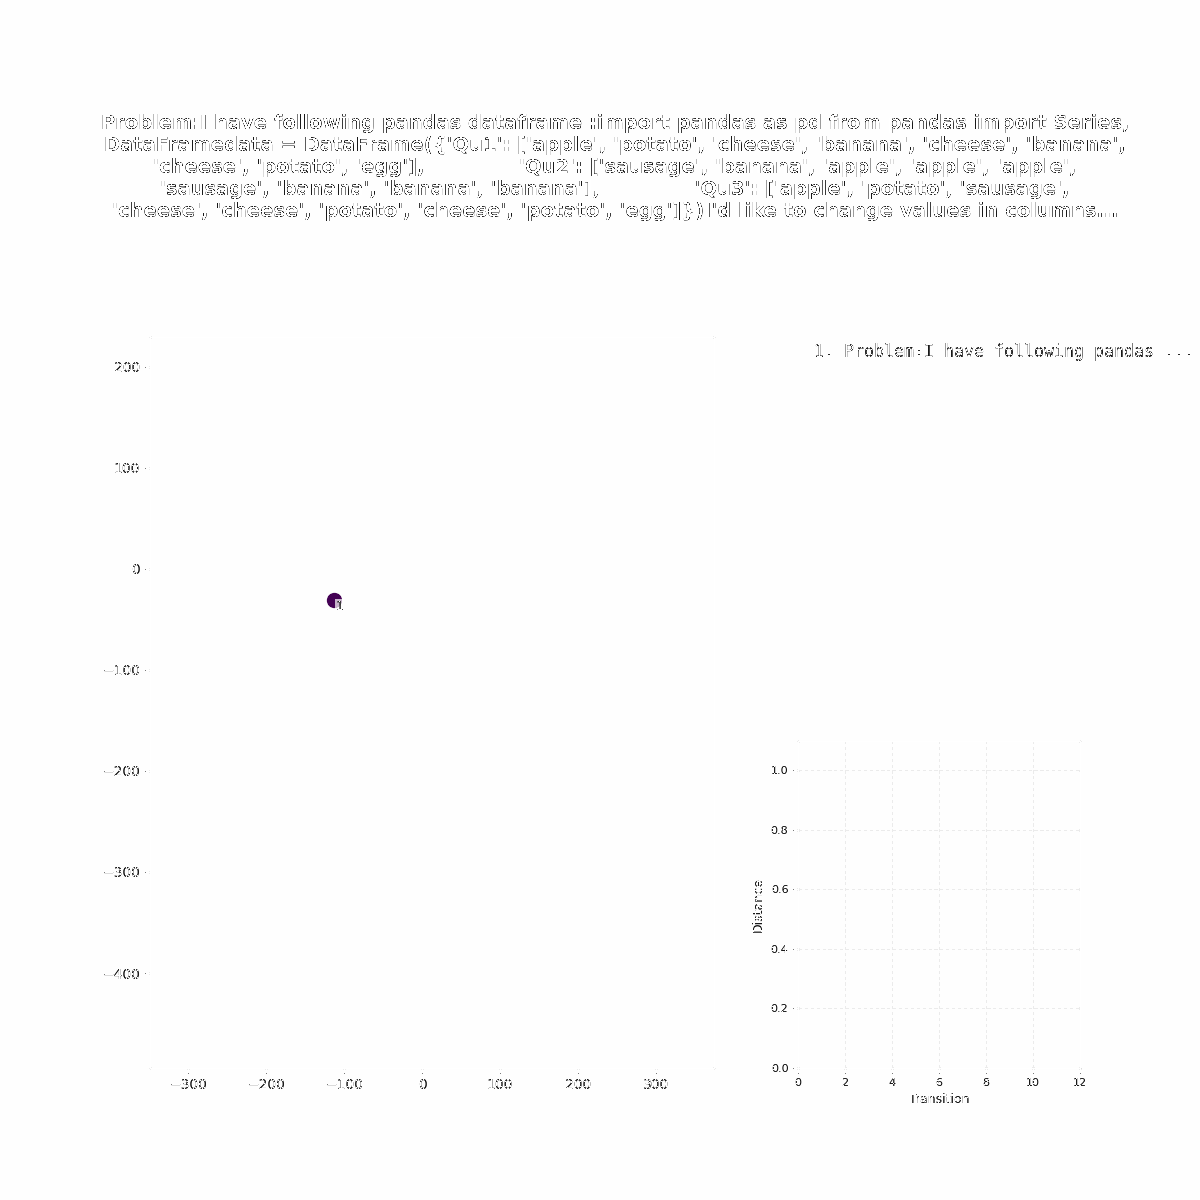 Problem:I have following pandas dataframe :import pandas as pd from pandas import Series,
DataFramedata = DataFrame({'Qu1': ['apple', 'potato', 'cheese', 'banana', 'cheese', 'banana',
'cheese', 'potato', 'egg'],              'Qu2': ['sausage', 'banana', 'apple', 'apple', 'apple',
'sausage', 'banana', 'banana', 'banana'],              'Qu3': ['apple', 'potato', 'sausage',
'cheese', 'cheese', 'potato', 'cheese', 'potato', 'egg']})I'd like to change values in columns...
1. Problem:I have following pandas ...
200
100
0
−100
−200
−300
−400
−300 −200 −100 0 100 200 300
1
1.0
0.8
0.6
0.4
0.2
0.0
Distance
0 2 4 6 8 10 12
Transition